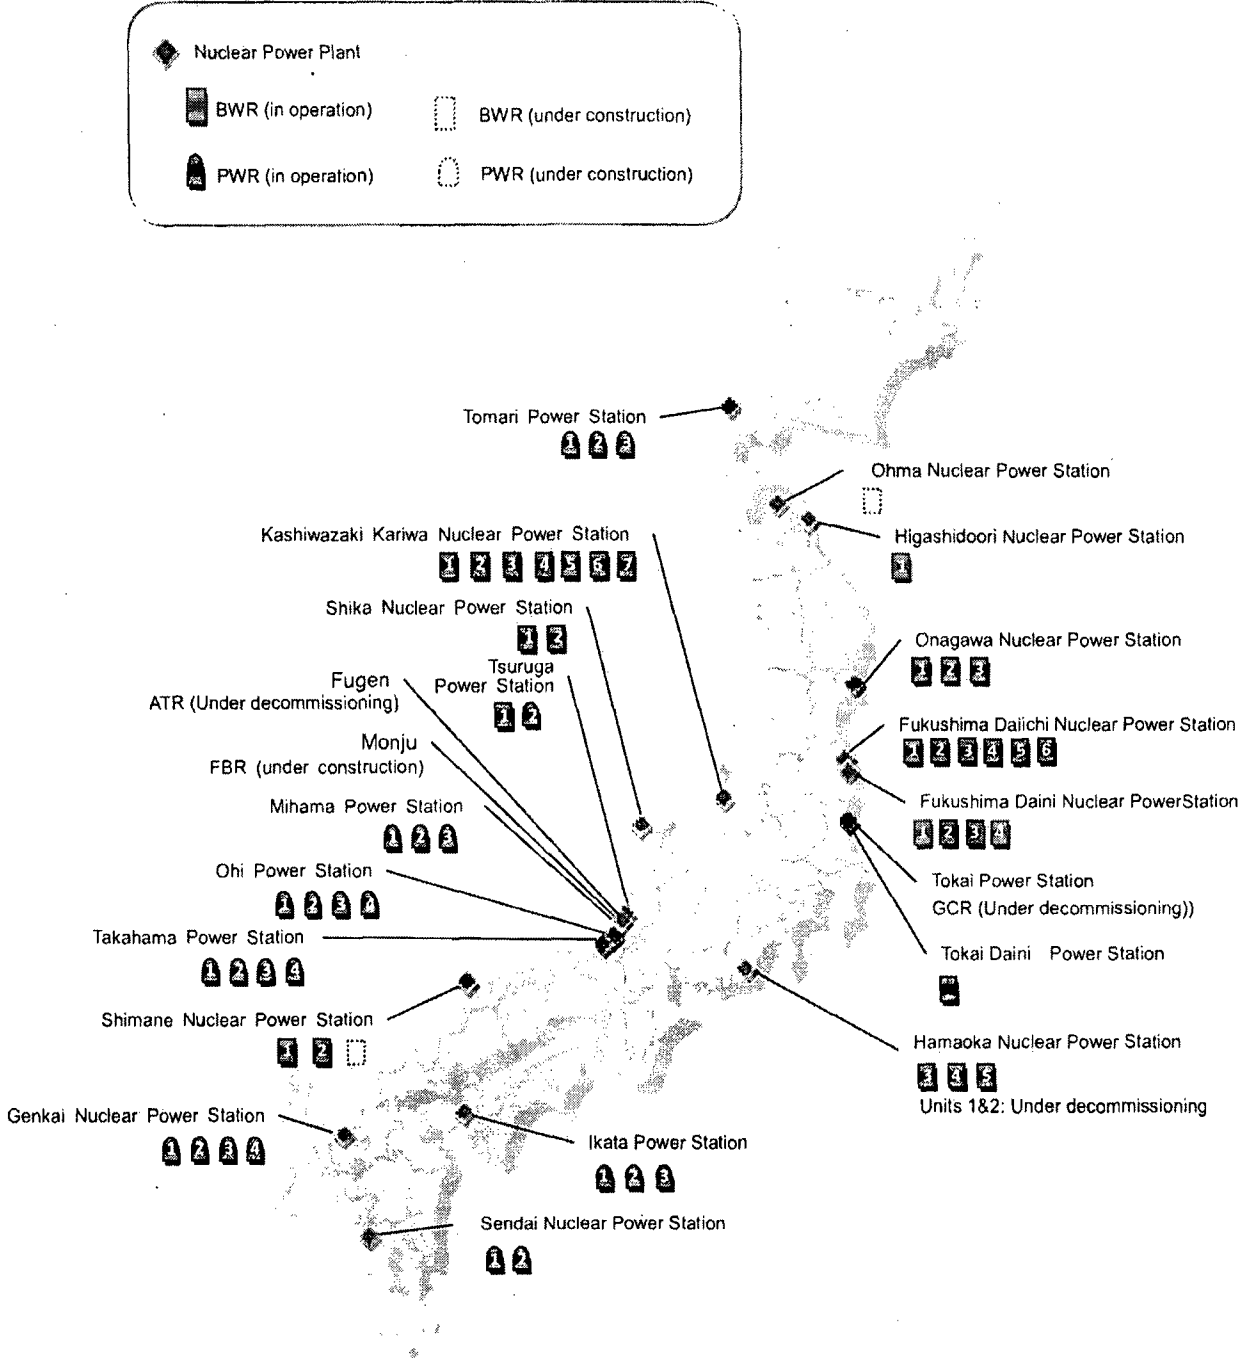 Nuclear Power Plant
BWR (in operation)
BWR (under construction)
PWR (in operation)
PWR (under construction)
Tomari Power Station
1 2 3
Ohma Nuclear Power Station
Higashidoori Nuclear Power Station
1
Kashiwazaki Kariwa Nuclear Power Station
1 2 3 4 5 6 7
Shika Nuclear Power Station
1 2
Tsuruga
Power Station
1 2
Fugen
ATR (Under decommissioning)
Monju
FBR (under construction)
Mihama Power Station
1 2 3
Ohi Power Station
1 2 3 4
Takahama Power Station
1 2 3 4
Shimane Nuclear Power Station
1 2
Genkai Nuclear Power Station
1 2 3 4
Onagawa Nuclear Power Station
1 2 3
Fukushima Daiichi Nuclear Power Station
1 2 3 4 5 6
Fukushima Daini Nuclear PowerStation
1 2 3 4
Tokai Power Station
GCR (Under decommissioning))
Tokai Daini Power Station
Hamaoka Nuclear Power Station
3 4 5
Units 1&2: Under decommissioning
Ikata Power Station
1 2 3
Sendai Nuclear Power Station
1 2